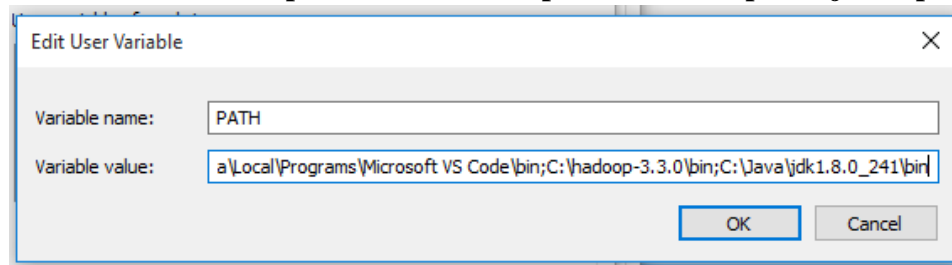 Edit User Variable
Variable name: PATH
Variable value: a\Local\Programs\Microsoft VS Code\bin;C:\hadoop-3.3.0\bin;C:\Java\jdk1.8.0_241\bin
OK Cancel